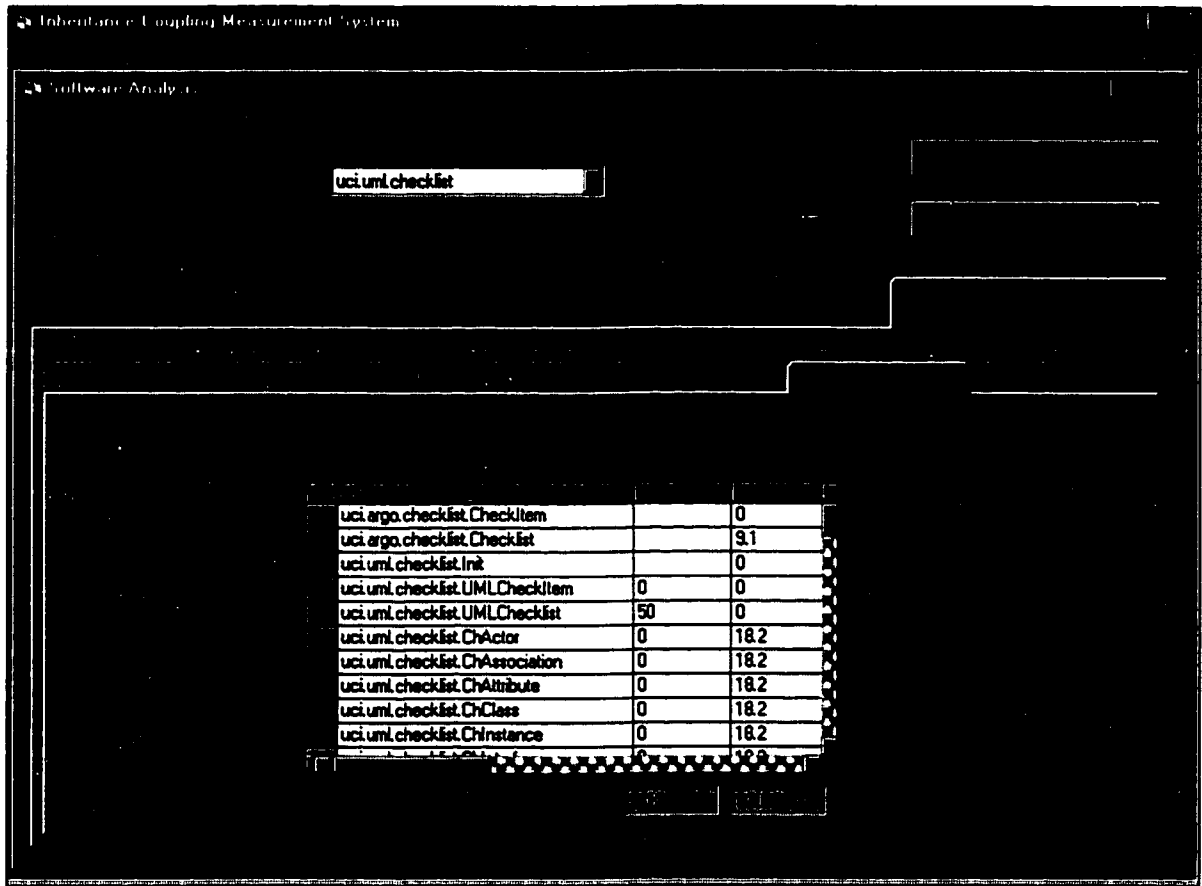 Inheritance Coupling Measurement System
Software Analysis
uci.uml.checklist
uci.argo.checklist.CheckItem 0
uci.argo.checklist.Checklist 9.1
uci.uml.checklist.Init 0
uci.uml.checklist.UMLCheckItem 0 0
uci.uml.checklist.UMLChecklist 50 0
uci.uml.checklist.ChActor 0 18.2
uci.uml.checklist.ChAssociation 0 18.2
uci.uml.checklist.ChAttribute 0 18.2
uci.uml.checklist.ChClass 0 18.2
uci.uml.checklist.ChInstance 0 18.2